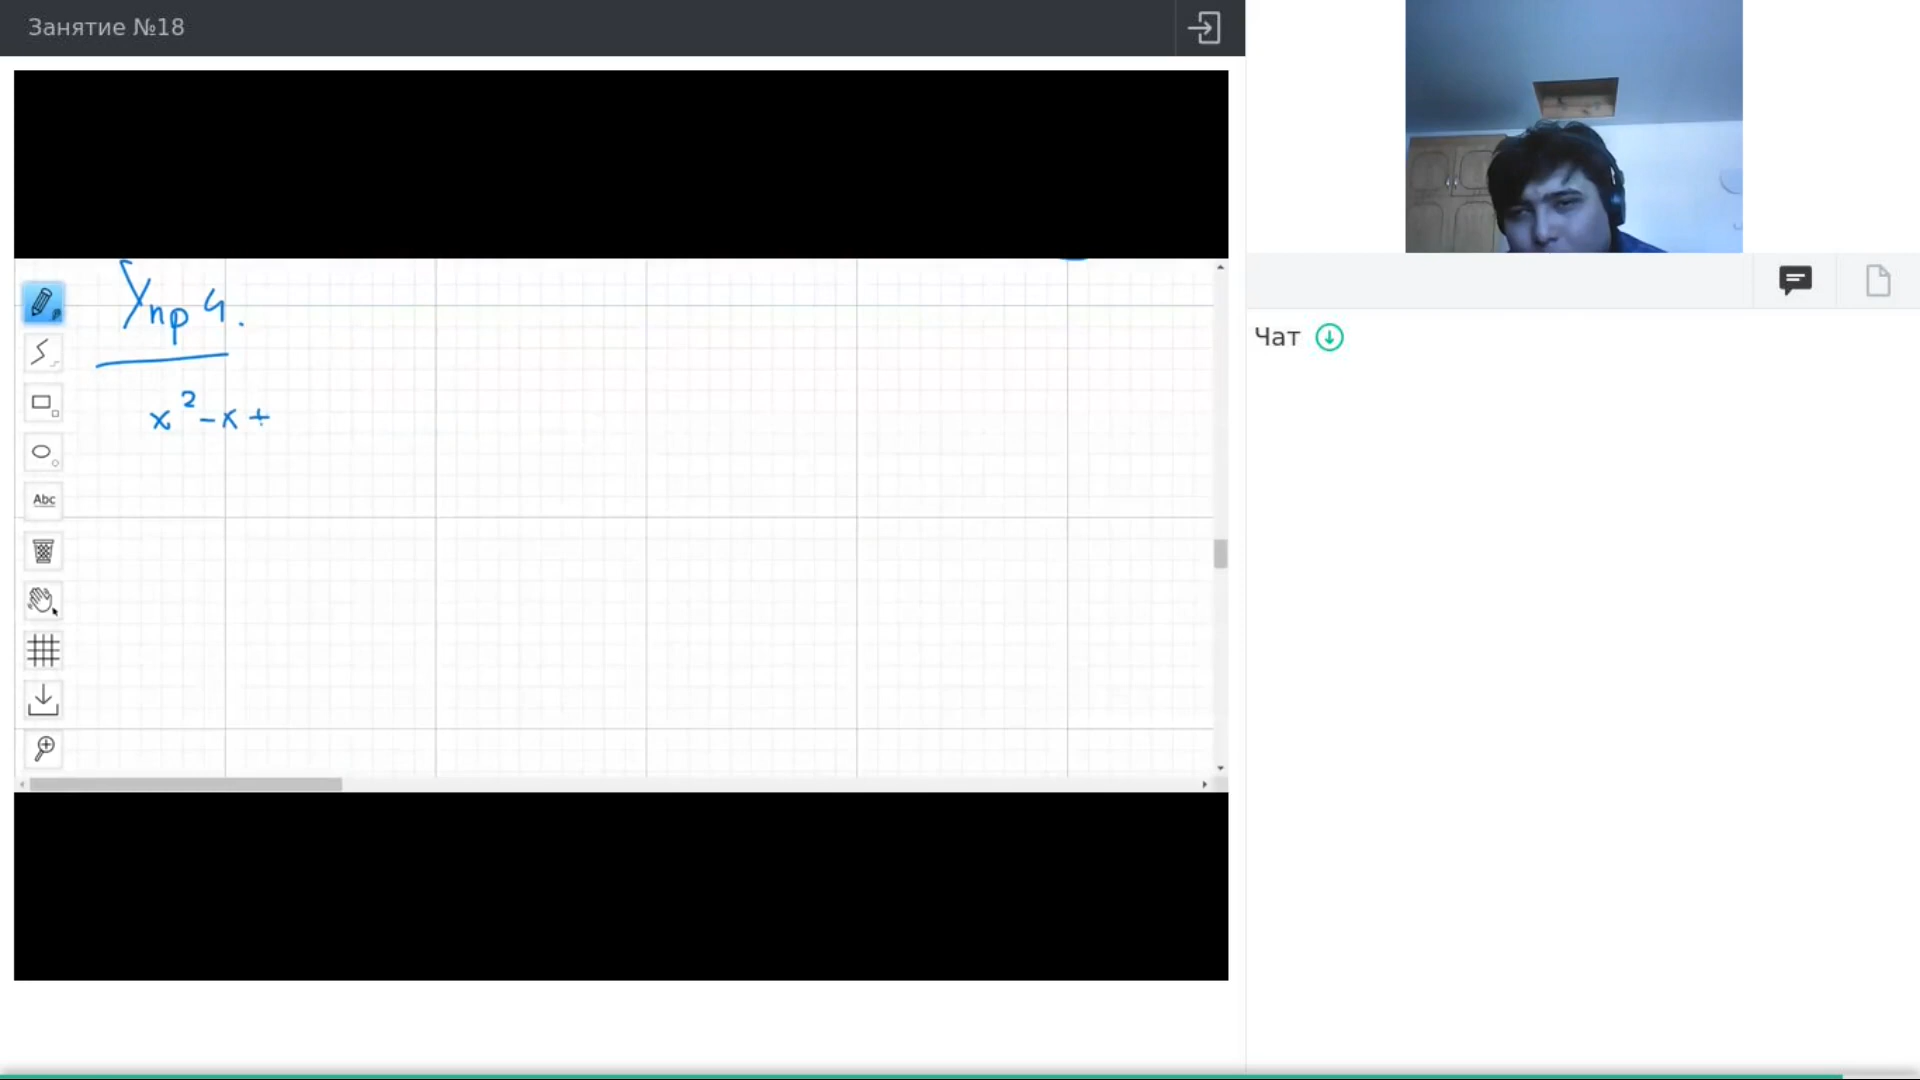 Занятие №18
Упр 4.
x² - x +
Abc
Чат